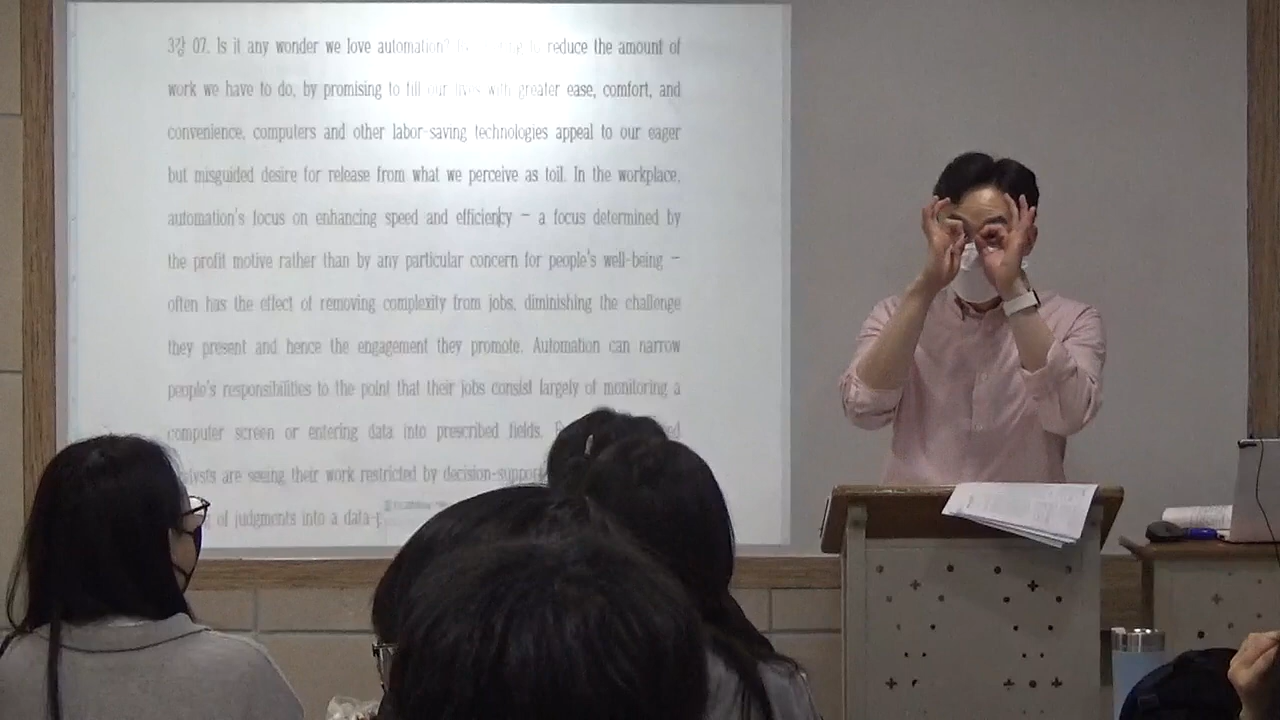 3강 07. Is it any wonder we love automation? reduce the amount of
work we have to do, by promising to fill our lives with greater ease, comfort, and
convenience, computers and other labor-saving technologies appeal to our eager
but misguided desire for release from what we perceive as toil. In the workplace,
automation's focus on enhancing speed and efficiency - a focus determined by
the profit motive rather than by any particular concern for people's well-being -
often has the effect of removing complexity from jobs, diminishing the challenge
they present and hence the engagement they promote. Automation can narrow
people's responsibilities to the point that their jobs consist largely of monitoring a
computer screen or entering data into prescribed fields.
are seeing their work restricted by decision-support
of judgments into a data-p